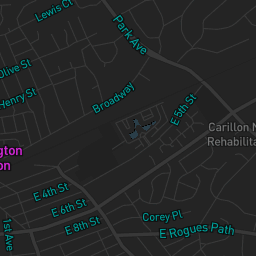 Lewis Ct
Park Ave
Olive St
Henry St
Broadway
E 5th St
Carillon N
Rehabilita
gton
on
E 4th St
E 6th St
E 8th St
1st Ave
Corey Pl
E Rogues Path